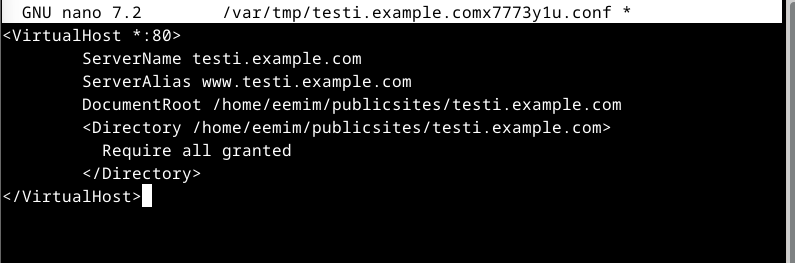 GNU nano 7.2        /var/tmp/testi.example.comx7773y1u.conf *
<VirtualHost *:80>
        ServerName testi.example.com
        ServerAlias www.testi.example.com
        DocumentRoot /home/eemim/publicsites/testi.example.com
        <Directory /home/eemim/publicsites/testi.example.com>
          Require all granted
        </Directory>
</VirtualHost>